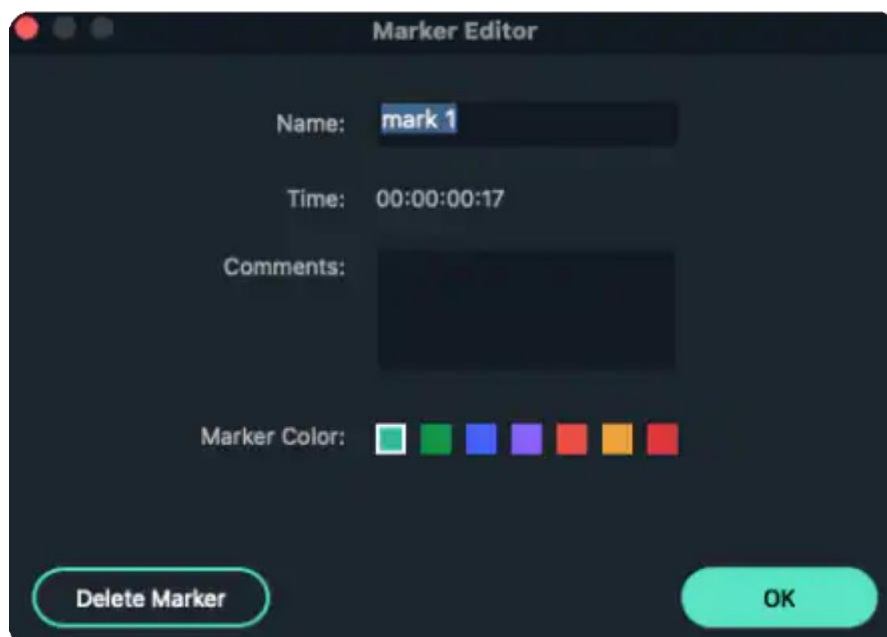 Marker Editor
Name: mark 1
Time: 00:00:00:17
Comments:
Marker Color:
Delete Marker OK